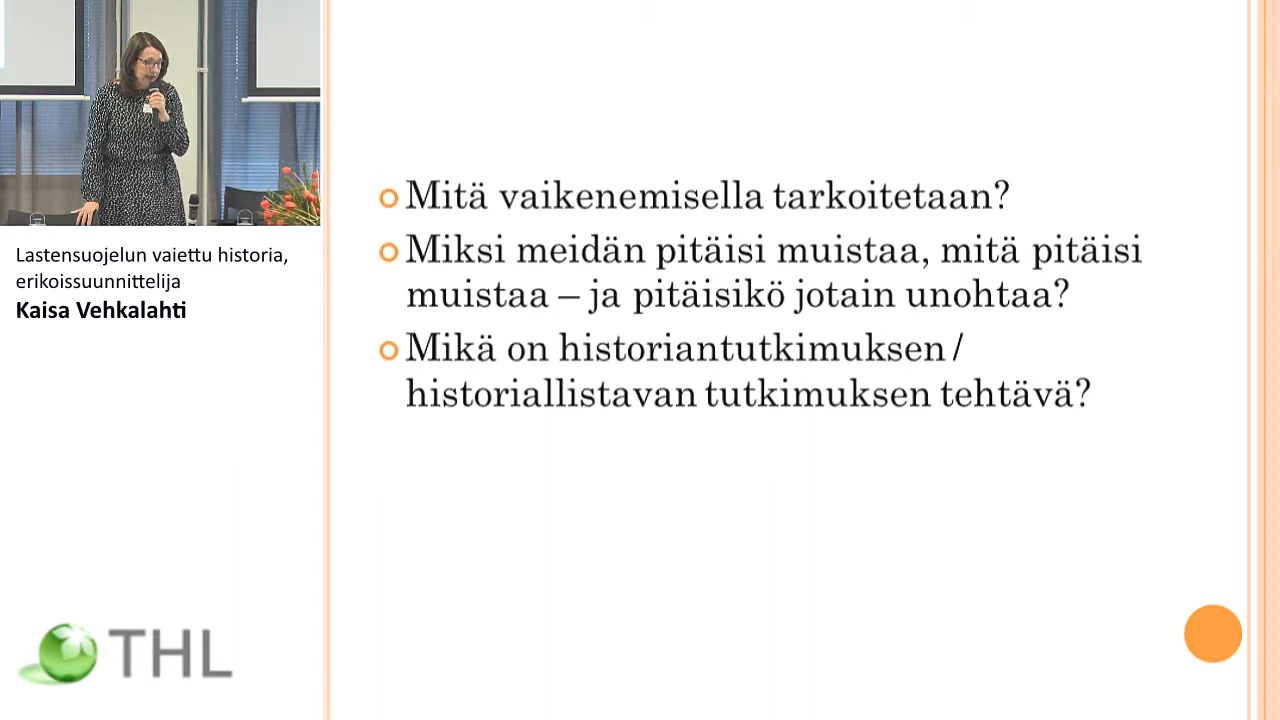 Lastensuojelun vaiettu historia,
erikoissuunnittelija
Kaisa Vehkalahti
THL
Mitä vaikenemisella tarkoitetaan?
Miksi meidän pitäisi muistaa, mitä pitäisi
muistaa – ja pitäisikö jotain unohtaa?
Mikä on historiantutkimuksen /
historiallistavan tutkimuksen tehtävä?